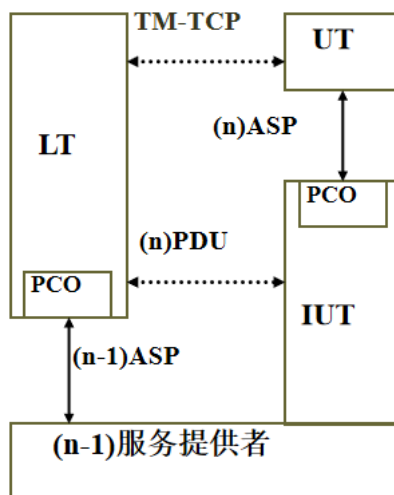 TM-TCP
UT
(n)ASP
LT
PCO
(n)PDU
PCO
IUT
(n-1)ASP
(n-1)服务提供者